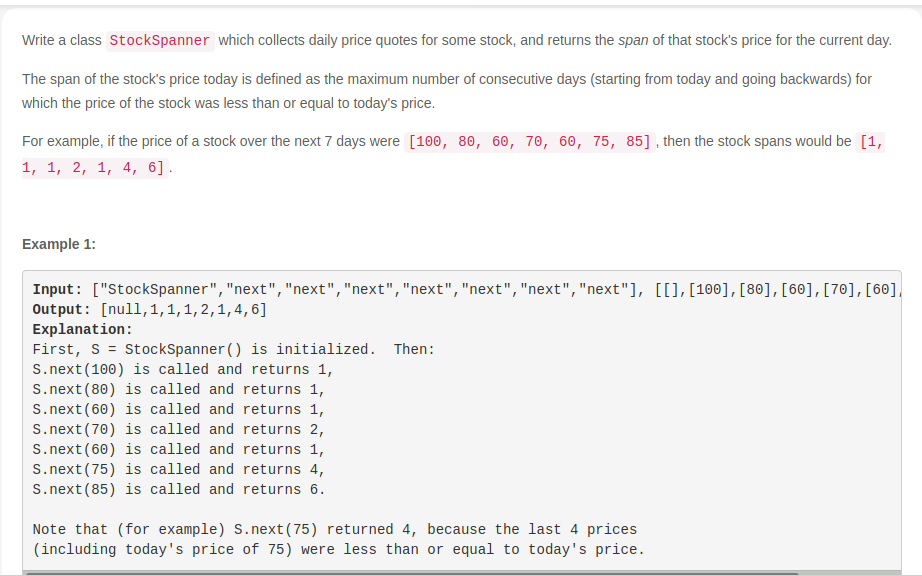 Write a class StockSpanner which collects daily price quotes for some stock, and returns the span of that stock's price for the current day.
The span of the stock's price today is defined as the maximum number of consecutive days (starting from today and going backwards) for
which the price of the stock was less than or equal to today's price.
For example, if the price of a stock over the next 7 days were [100, 80, 60, 70, 60, 75, 85], then the stock spans would be [1,
1, 1, 2, 1, 4, 6].
Example 1:
Input: ["StockSpanner","next","next","next","next","next","next","next"], [[],[100],[80],[60],[70],[60],
Output: [null,1,1,1,2,1,4,6]
Explanation:
First, S = StockSpanner() is initialized.  Then:
S.next(100) is called and returns 1,
S.next(80) is called and returns 1,
S.next(60) is called and returns 1,
S.next(70) is called and returns 2,
S.next(60) is called and returns 1,
S.next(75) is called and returns 4,
S.next(85) is called and returns 6.
Note that (for example) S.next(75) returned 4, because the last 4 prices
(including today's price of 75) were less than or equal to today's price.